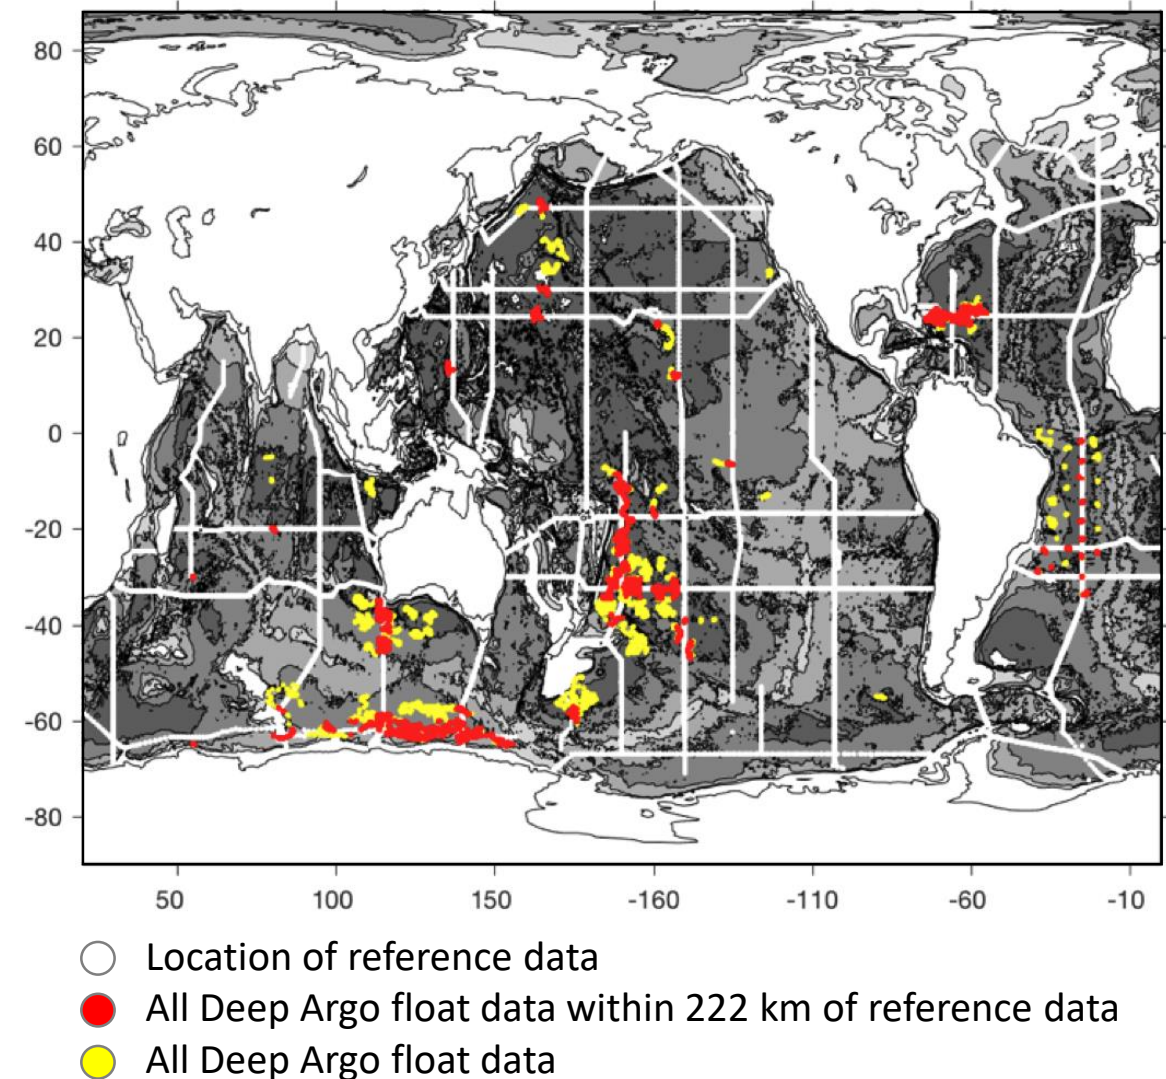 80
60
40
20
0
-20
-40
-60
-80
50 100 150 -160 -110 -60 -10
Location of reference data
All Deep Argo float data within 222 km of reference data
All Deep Argo float data